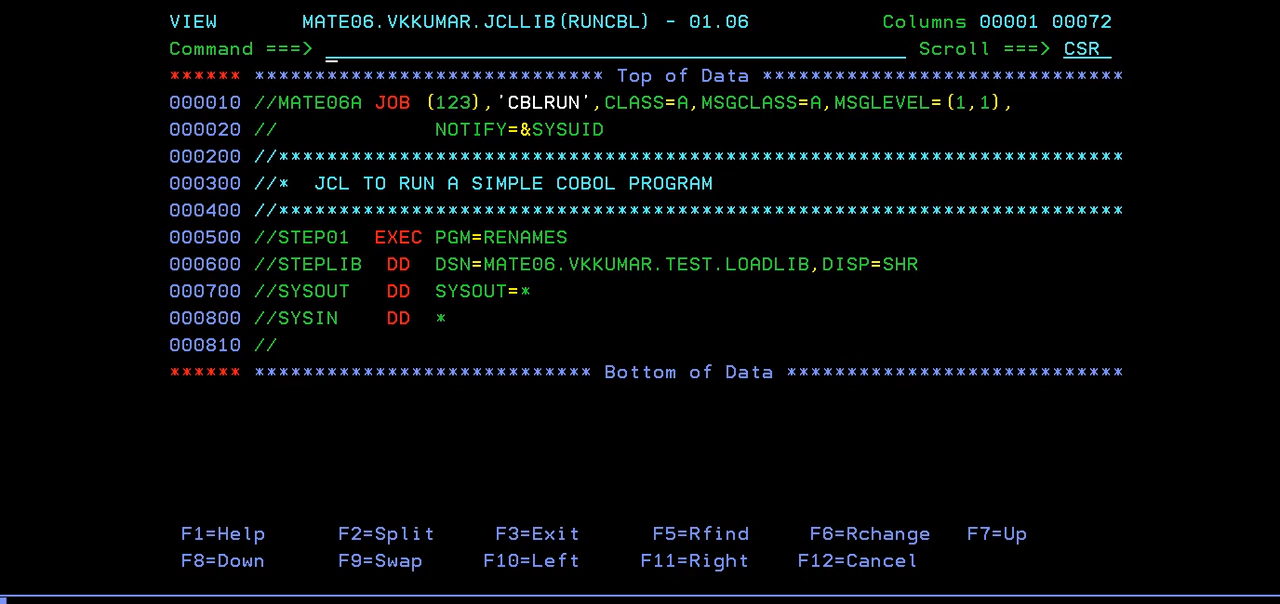 VIEW       MATE06.VKKUMAR.JCLLIB(RUNCBL) - 01.06           Columns 00001 00072
Command ===>                                                  Scroll ===> CSR
****** ***************************** Top of Data ******************************
000010 //MATE06A JOB (123),'CBLRUN',CLASS=A,MSGCLASS=A,MSGLEVEL=(1,1),
000020 //             NOTIFY=&SYSUID
000200 //**********************************************************************
000300 //*  JCL TO RUN A SIMPLE COBOL PROGRAM
000400 //**********************************************************************
000500 //STEP01  EXEC PGM=RENAMES
000600 //STEPLIB  DD  DSN=MATE06.VKKUMAR.TEST.LOADLIB,DISP=SHR
000700 //SYSOUT   DD  SYSOUT=*
000800 //SYSIN    DD  *
000810 //
****** **************************** Bottom of Data ****************************
F1=Help      F2=Split     F3=Exit      F5=Rfind     F6=Rchange   F7=Up
F8=Down      F9=Swap     F10=Left     F11=Right    F12=Cancel